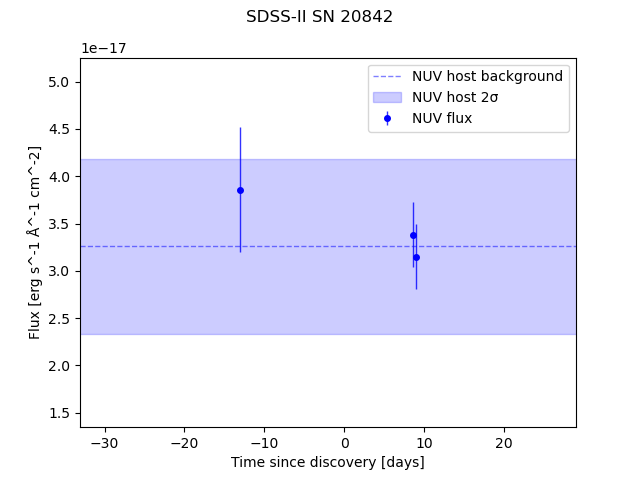 SDSS-II SN 20842
1e−17
NUV host background
NUV host 2σ
NUV flux
5.0
4.5
4.0
3.5
3.0
2.5
2.0
1.5
Flux [erg s^-1 Å^-1 cm^-2]
−30 −20 −10 0 10 20
Time since discovery [days]